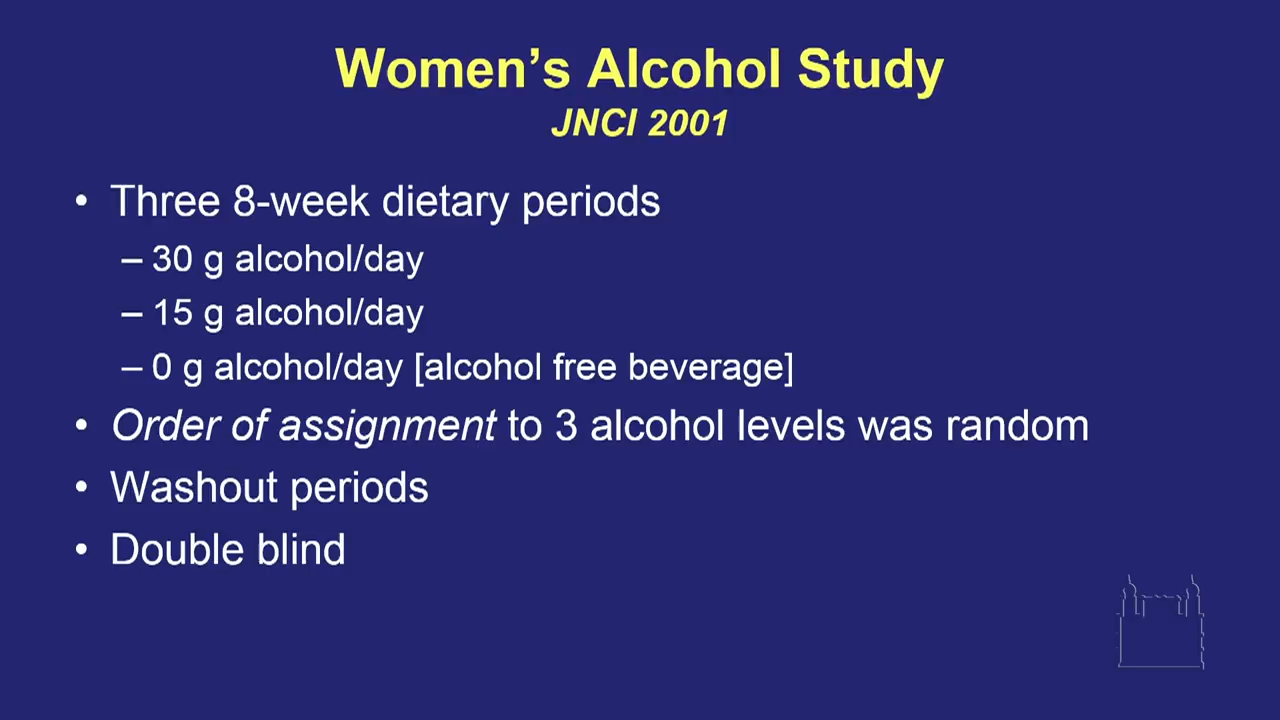 Women’s Alcohol Study
JNCI 2001
• Three 8-week dietary periods
– 30 g alcohol/day
– 15 g alcohol/day
– 0 g alcohol/day [alcohol free beverage]
• Order of assignment to 3 alcohol levels was random
• Washout periods
• Double blind